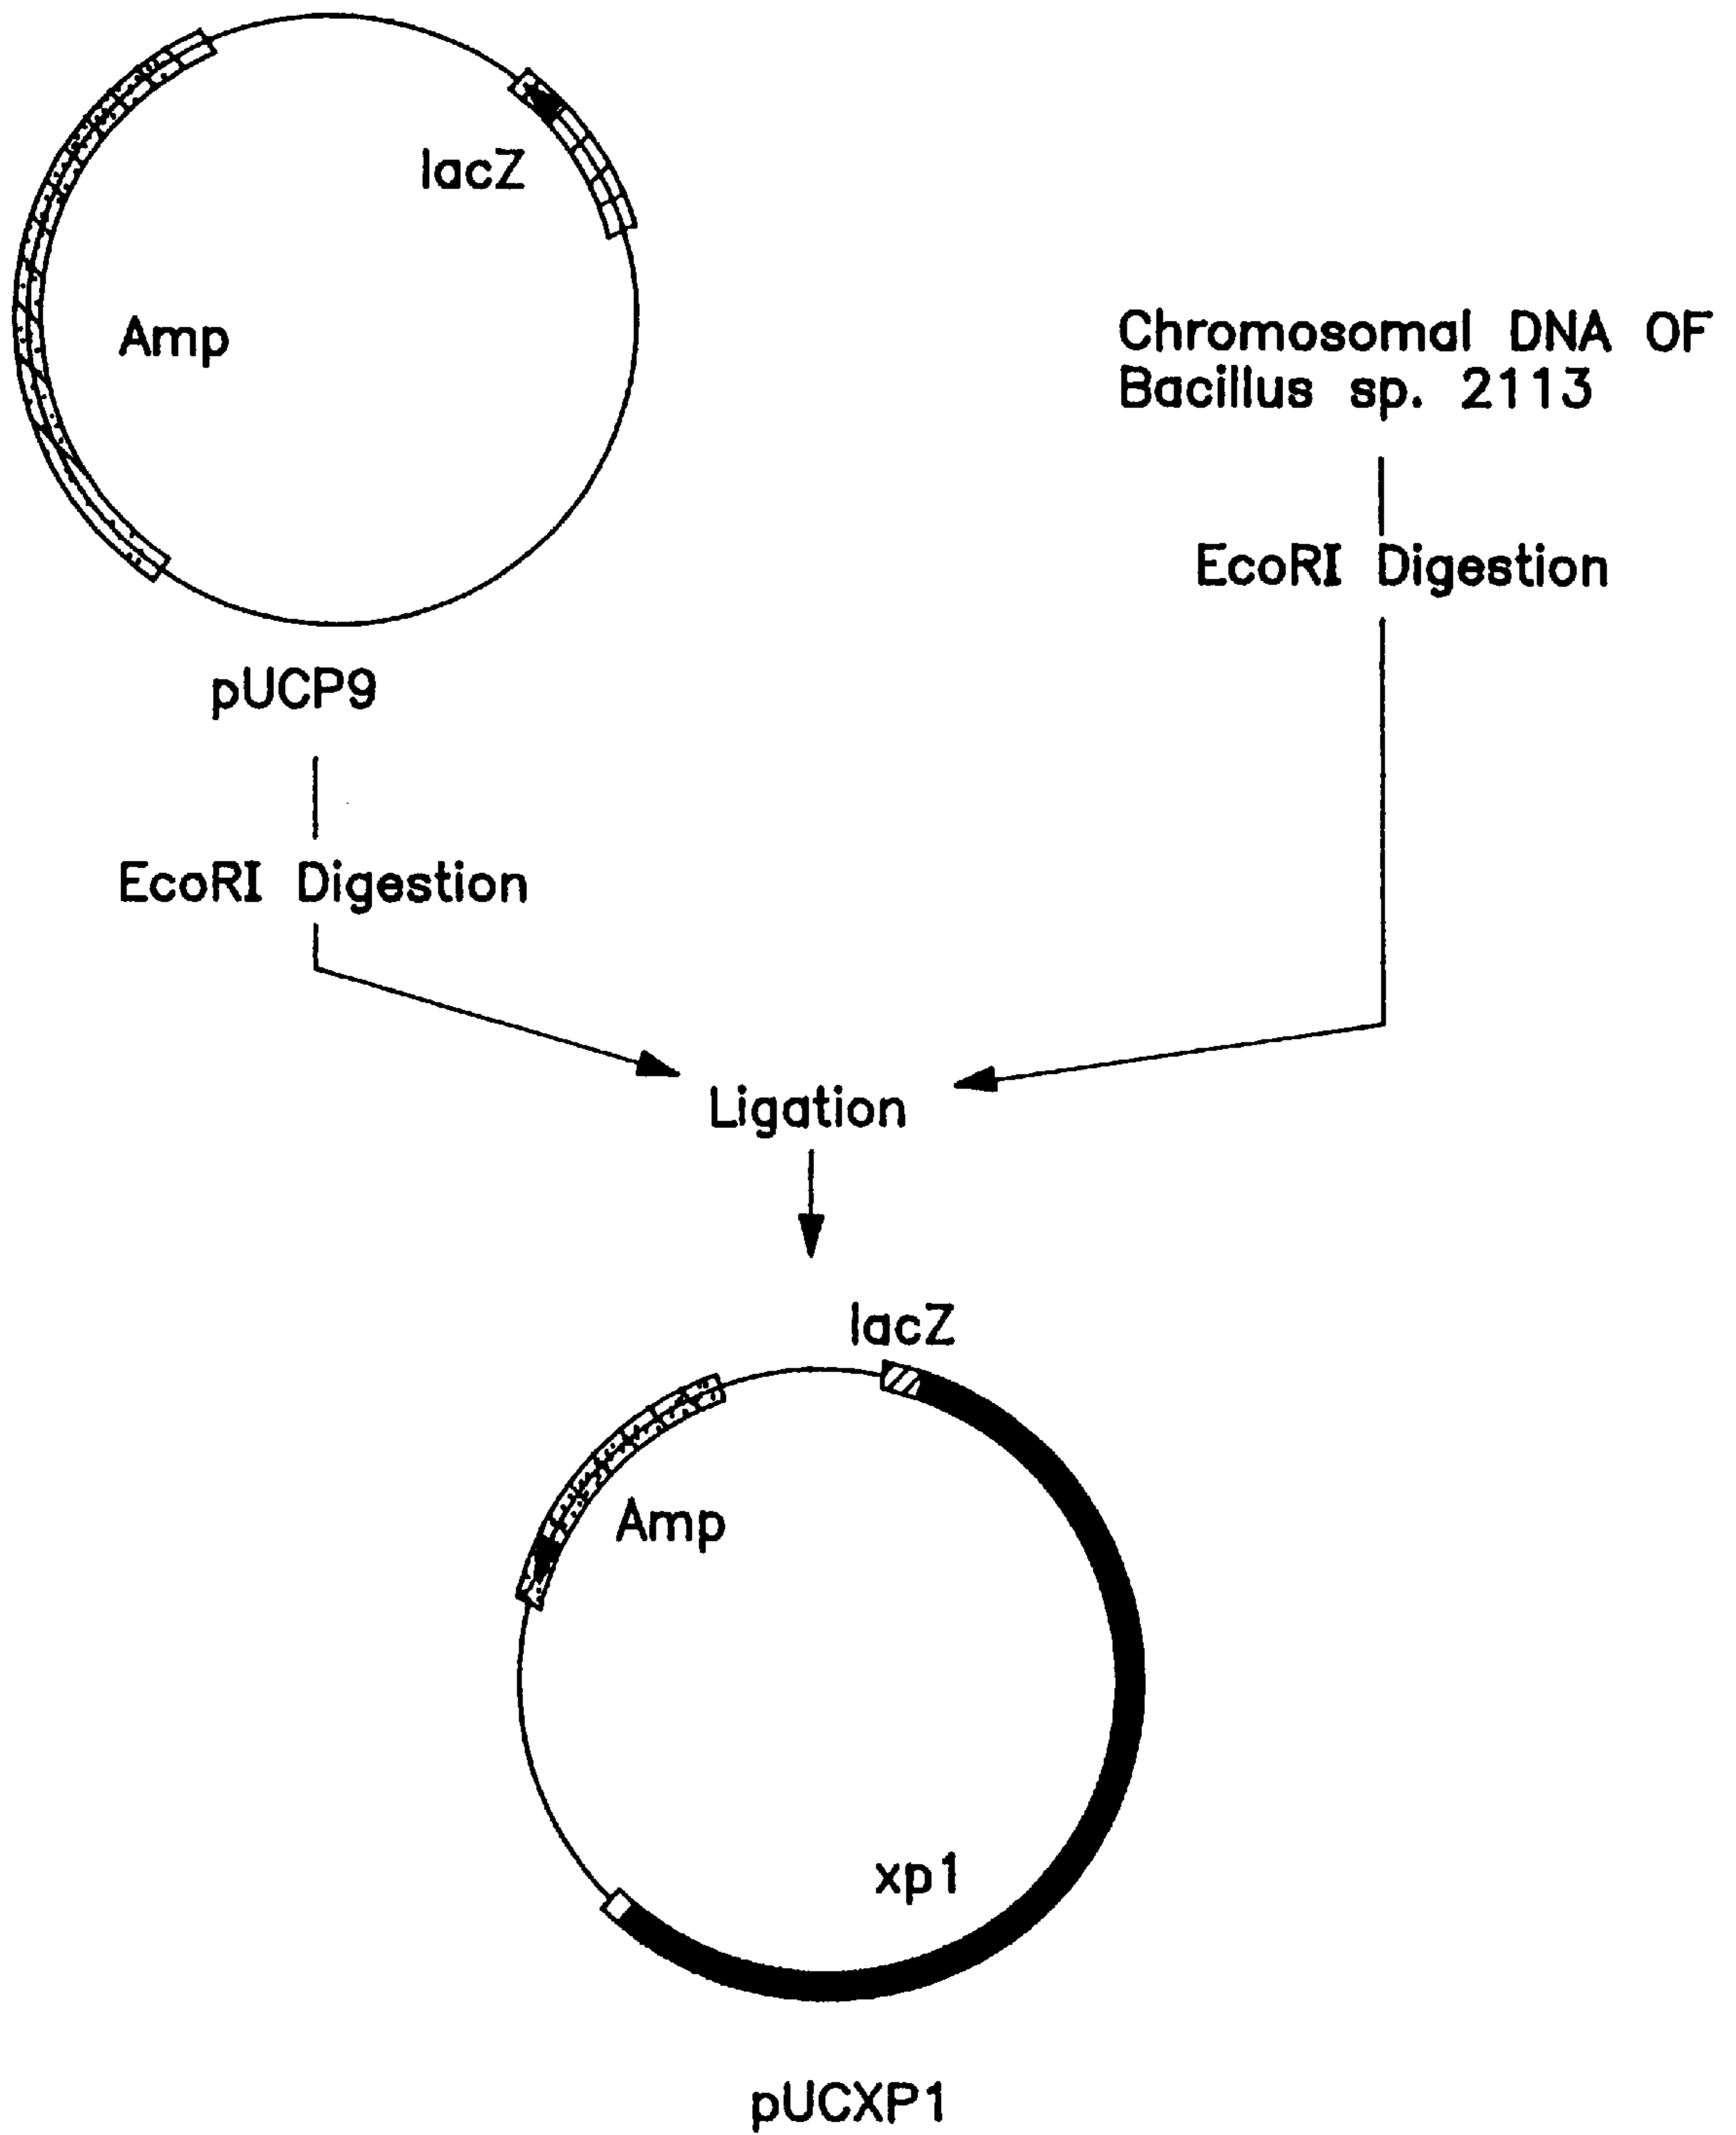 lacZ
Amp
pUCP9
Chromosomal DNA OF
Bacillus sp. 2113
EcoRI Digestion
EcoRI Digestion
Ligation
lacZ
Amp
xp1
pUCXP1